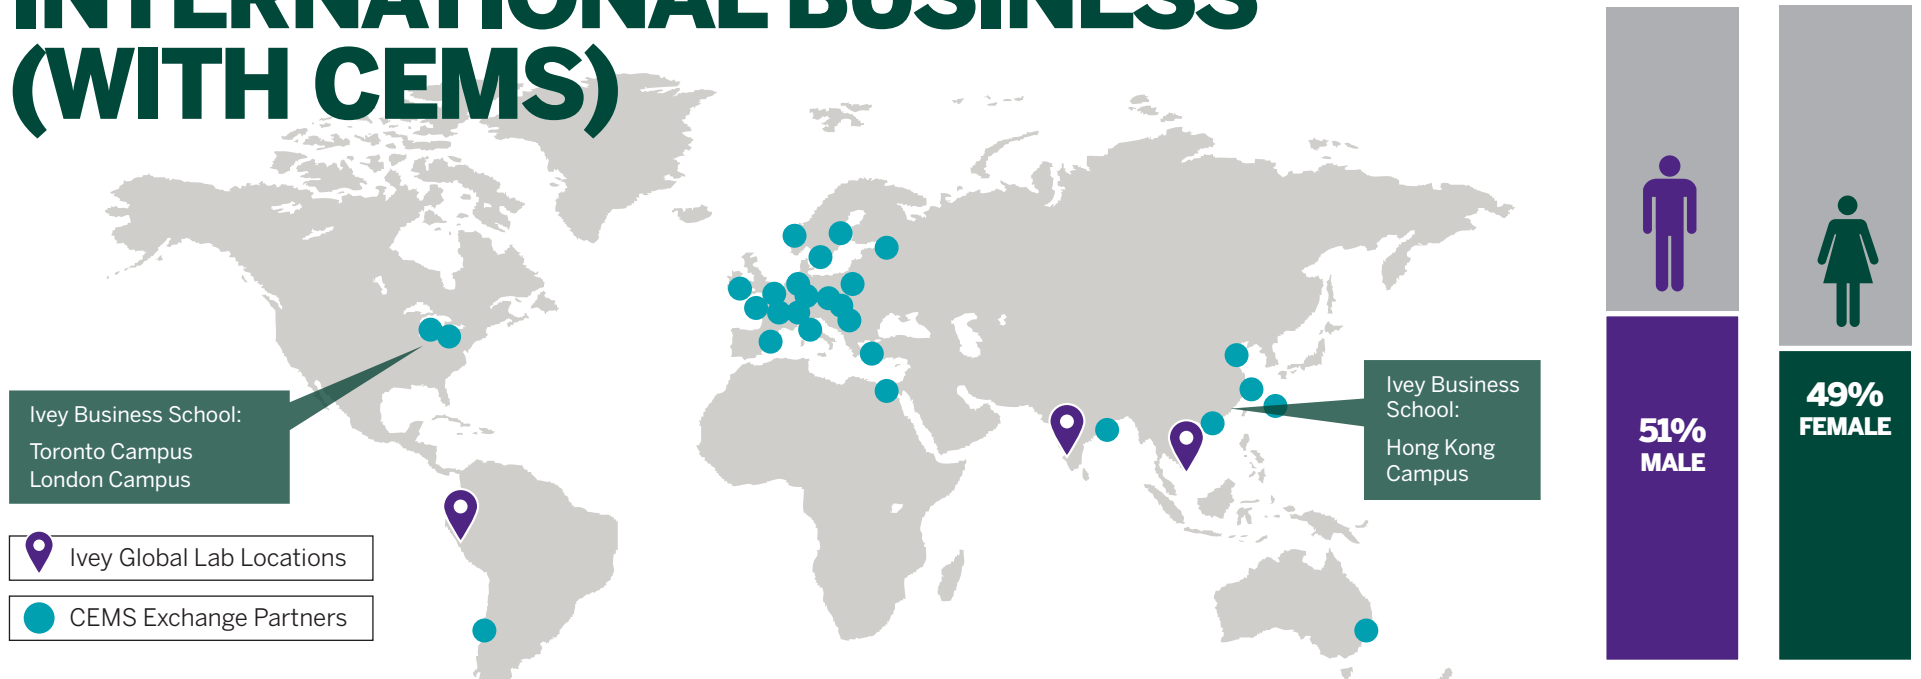 INTERNATIONAL BUSINESS
(WITH CEMS)
Ivey Business School:
Toronto Campus
London Campus
Ivey Global Lab Locations
CEMS Exchange Partners
Ivey Business
School:
Hong Kong
Campus
51%
MALE
49%
FEMALE